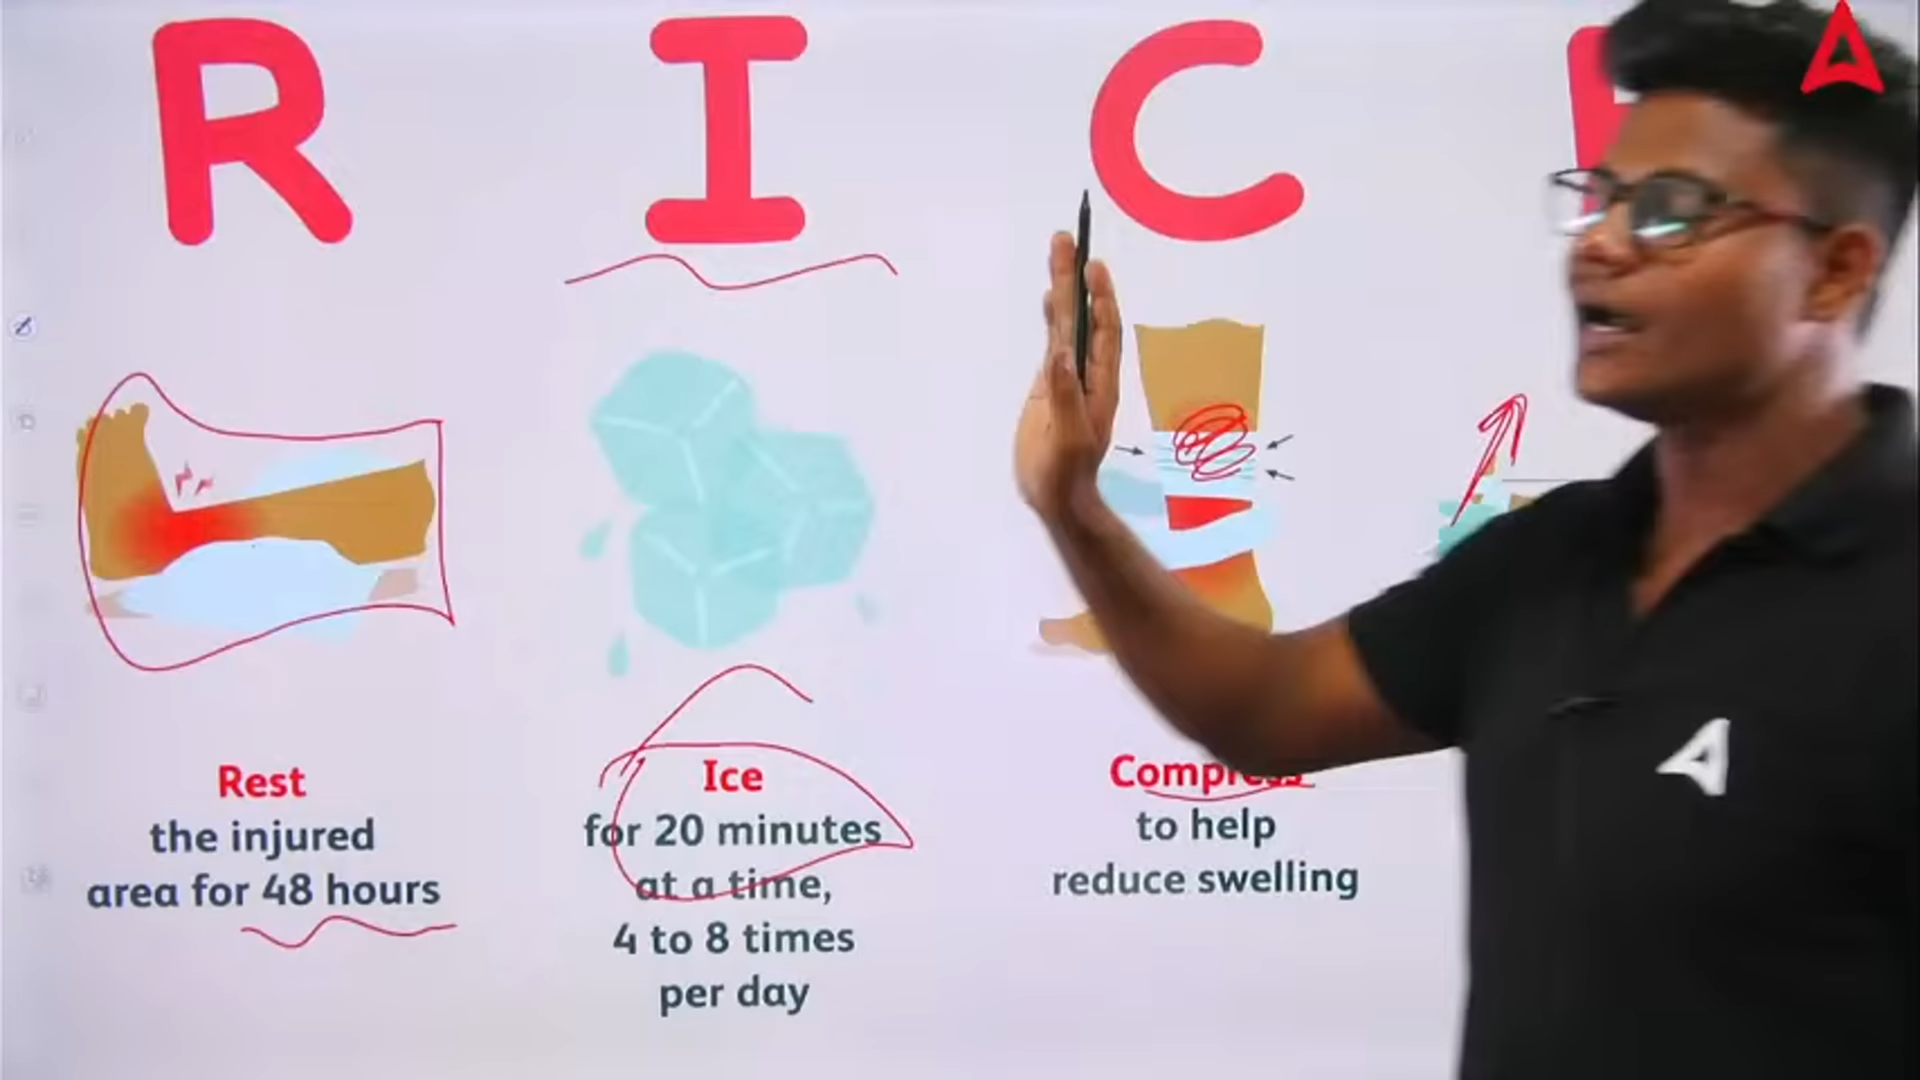 R I C
Rest
the injured
area for 48 hours
Ice
for 20 minutes
at a time,
4 to 8 times
per day
Compress
to help
reduce swelling